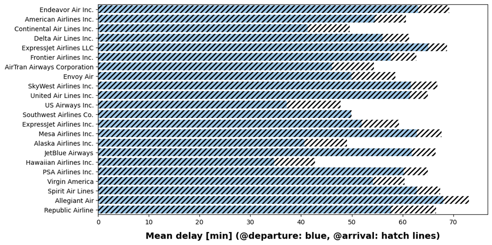 Endeavor Air Inc.
American Airlines Inc.
Continental Air Lines Inc.
Delta Air Lines Inc.
ExpressJet Airlines LLC
Frontier Airlines Inc.
AirTran Airways Corporation
Envoy Air
SkyWest Airlines Inc.
United Air Lines Inc.
US Airways Inc.
Southwest Airlines Co.
ExpressJet Airlines Inc.
Mesa Airlines Inc.
Alaska Airlines Inc.
JetBlue Airways
Hawaiian Airlines Inc.
PSA Airlines Inc.
Virgin America
Spirit Air Lines
Allegiant Air
Republic Airline
0 10 20 30 40 50 60 70
Mean delay [min] (@departure: blue, @arrival: hatch lines)